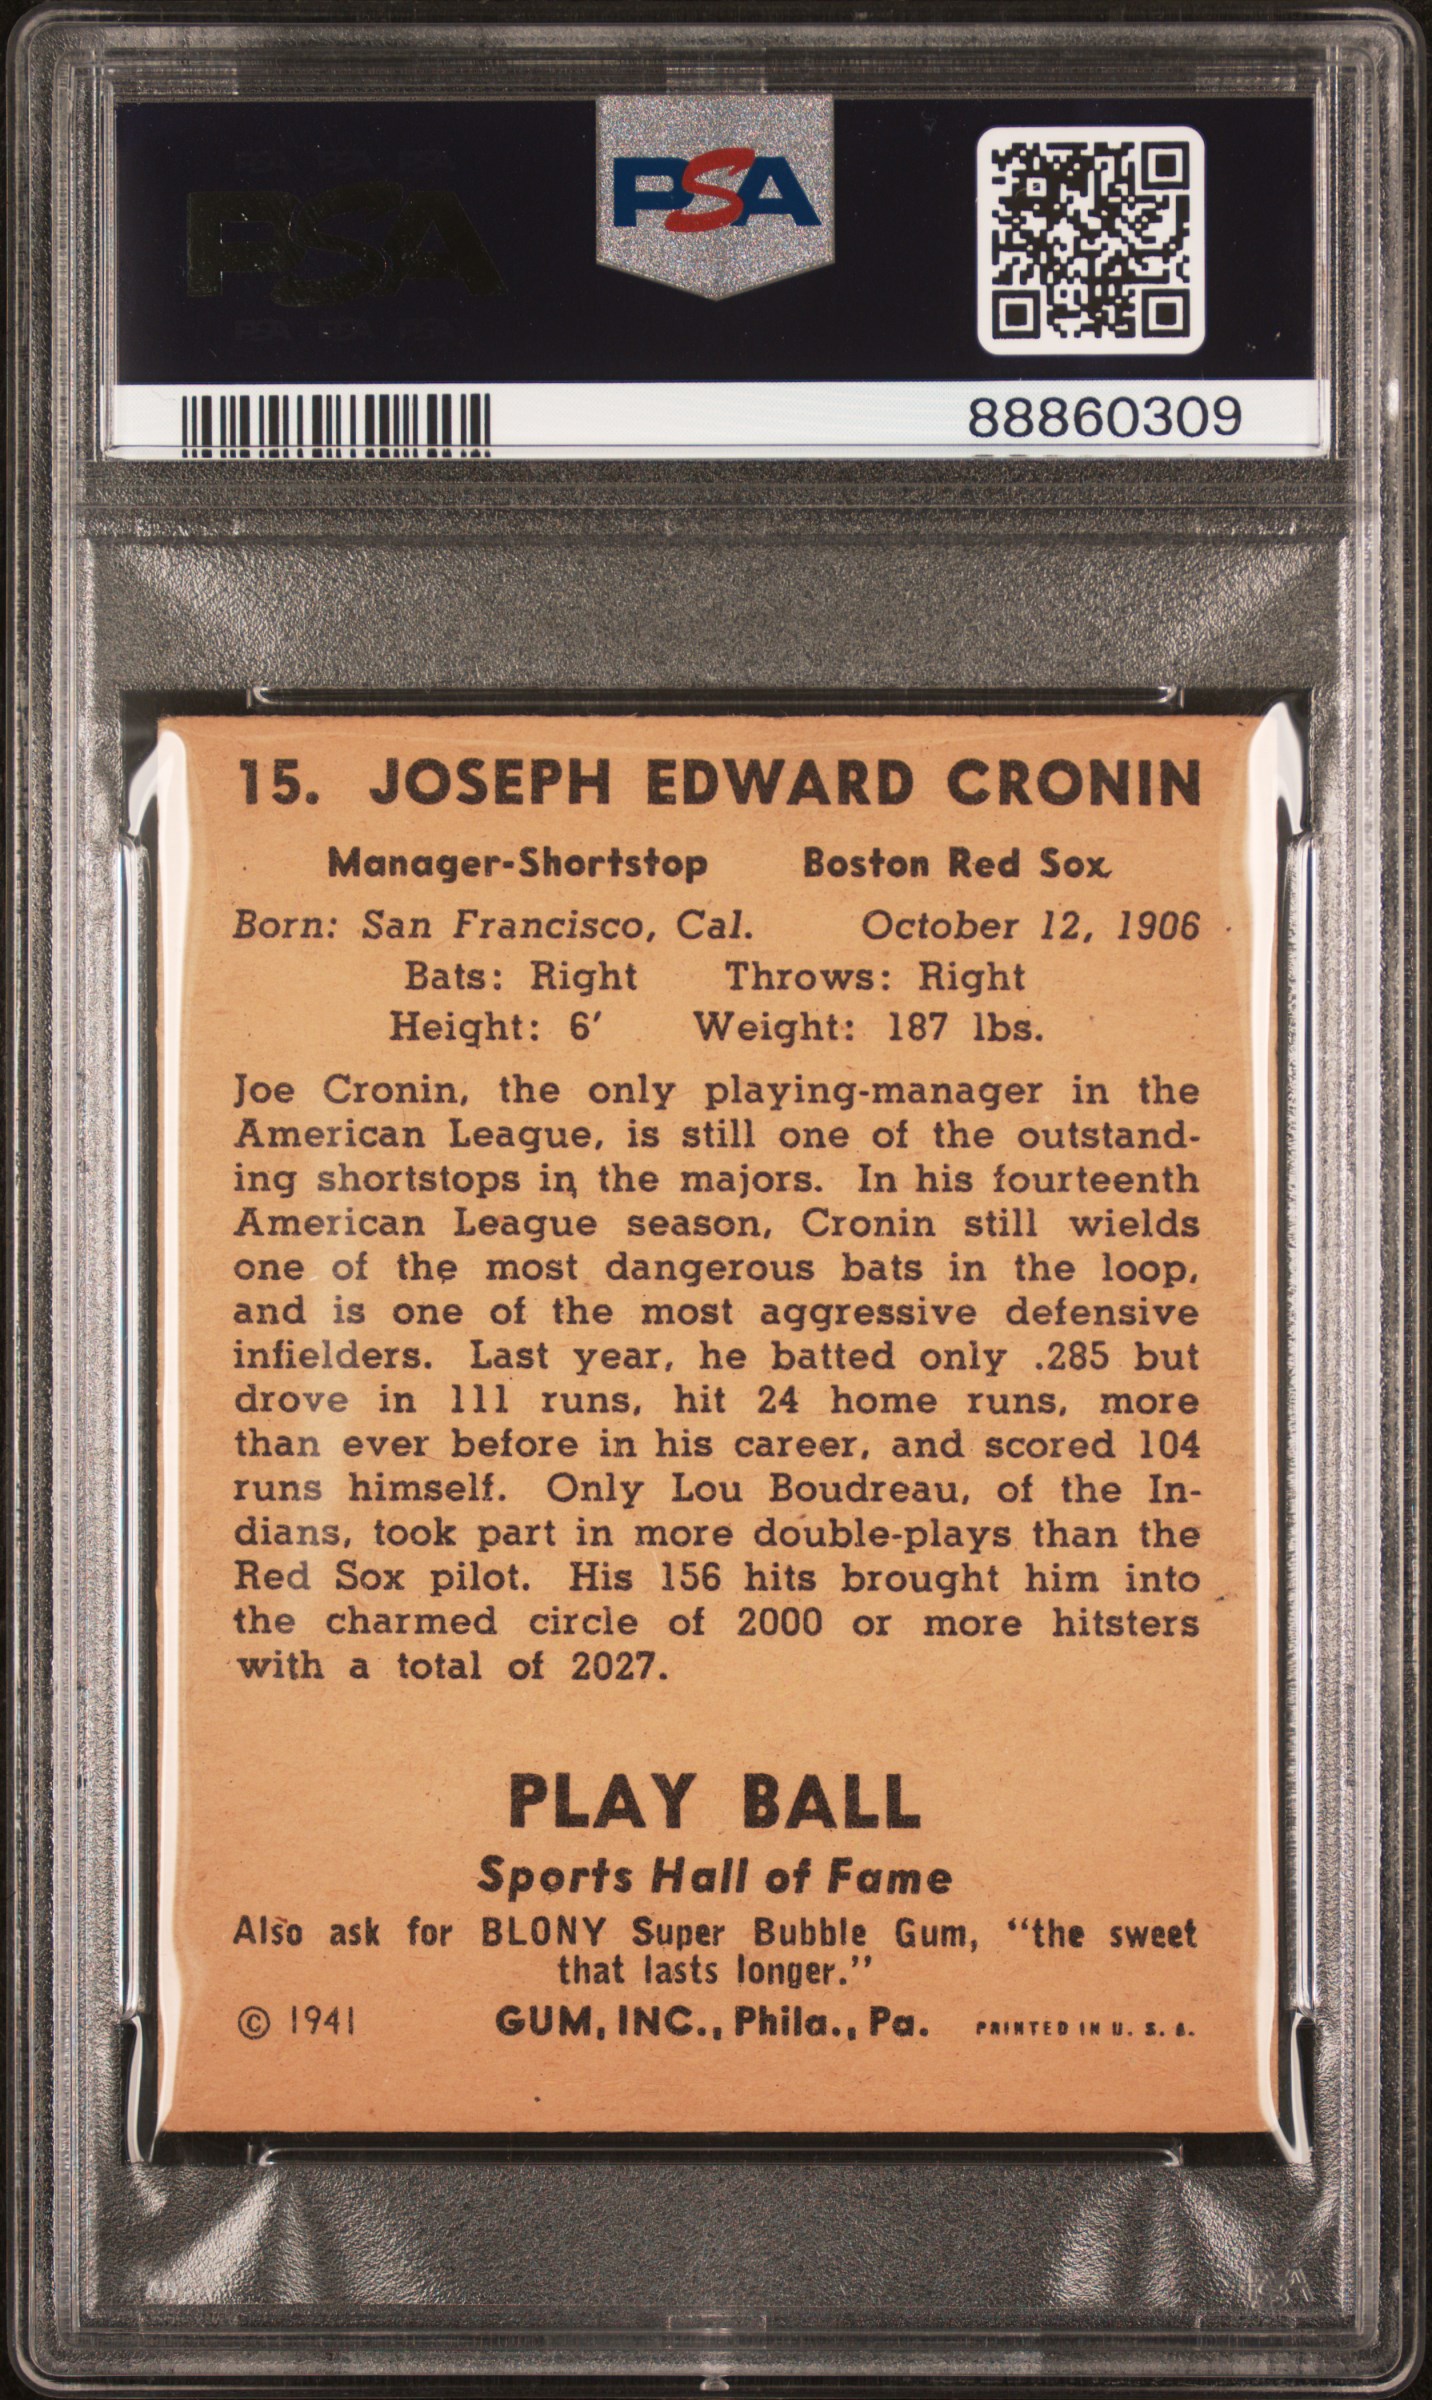 PSA
PSA
88860309
15. JOSEPH EDWARD CRONIN
Manager-Shortstop Boston Red Sox
Born: San Francisco, Cal. October 12, 1906
Bats: Right Throws: Right
Height: 6′ Weight: 187 lbs.
Joe Cronin, the only playing-manager in the
American League, is still one of the outstand-
ing shortstops in the majors. In his fourteenth
American League season, Cronin still wields
one of the most dangerous bats in the loop,
and is one of the most aggressive defensive
infielders. Last year, he batted only .285 but
drove in 111 runs, hit 24 home runs, more
than ever before in his career, and scored 104
runs himself. Only Lou Boudreau, of the In-
dians, took part in more double-plays than the
Red Sox pilot. His 156 hits brought him into
the charmed circle of 2000 or more hitsters
with a total of 2027.
PLAY BALL
Sports Hall of Fame
Also ask for BLONY Super Bubble Gum, “the sweet
that lasts longer.”
© 1941 GUM, INC., Phila., Pa. PRINTED IN U. S. A.